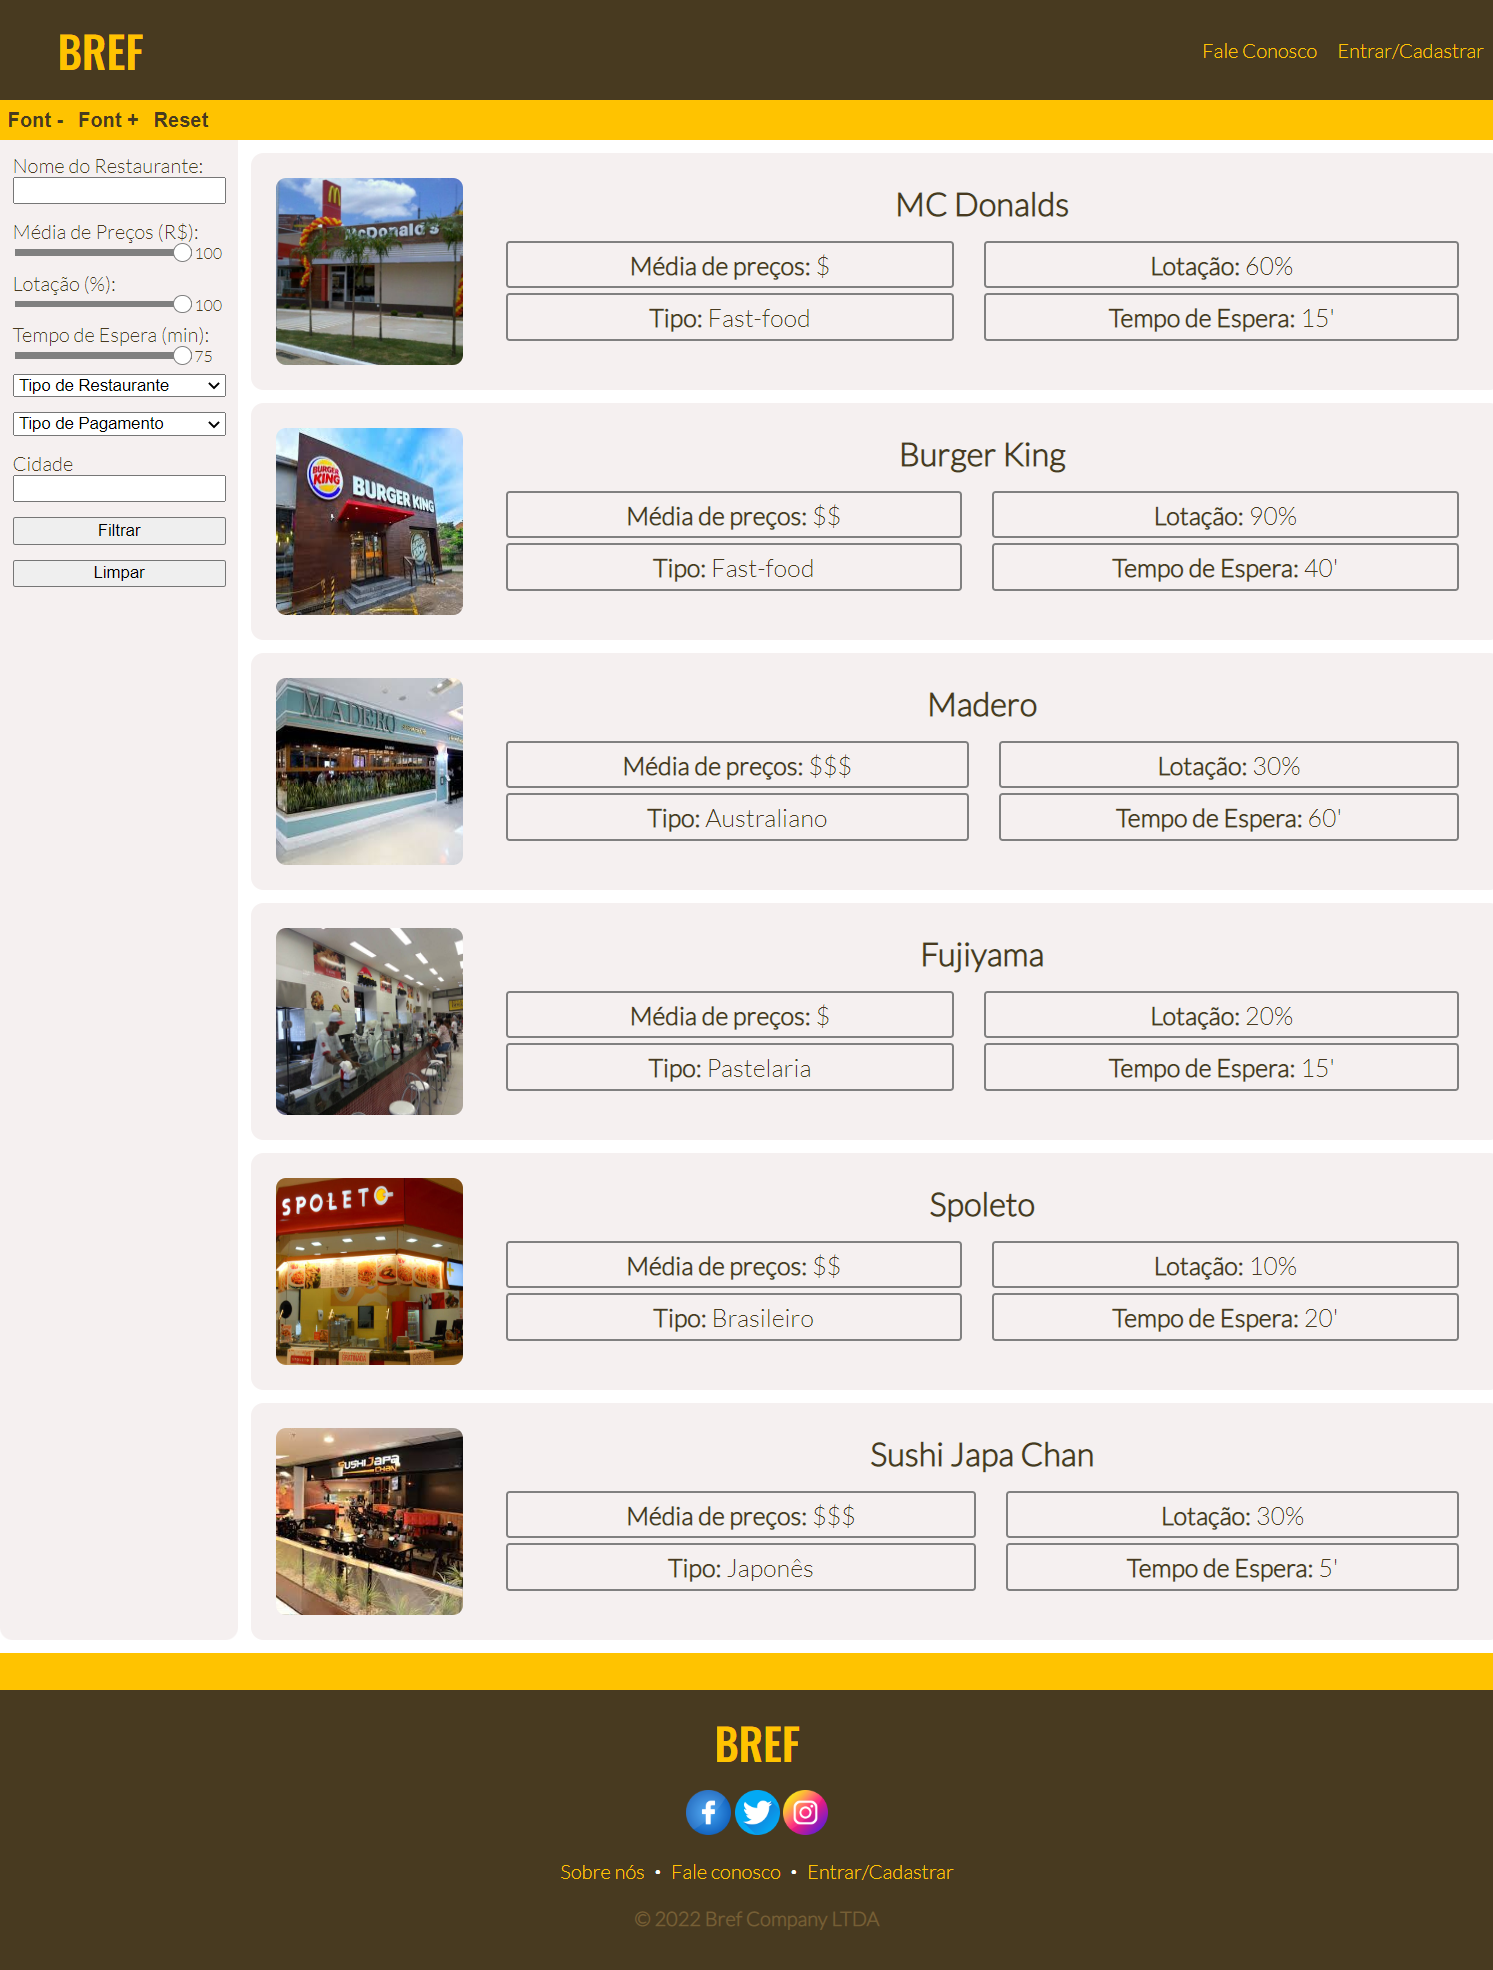 BREF
Fale Conosco Entrar/Cadastrar
Font - Font + Reset
Nome do Restaurante:
Média de Preços (R$):
100
Lotação (%):
100
Tempo de Espera (min):
75
Tipo de Restaurante
Tipo de Pagamento
Cidade
Filtrar
Limpar
McDonald's
MC Donalds
Média de preços: $
Lotação: 60%
Tipo: Fast-food
Tempo de Espera: 15'
BURGER KING
BURGER KING
Burger King
Média de preços: $$
Lotação: 90%
Tipo: Fast-food
Tempo de Espera: 40'
MADERO
Madero
Média de preços: $$$
Lotação: 30%
Tipo: Australiano
Tempo de Espera: 60'
Fujiyama
Média de preços: $
Lotação: 20%
Tipo: Pastelaria
Tempo de Espera: 15'
SPOLETO
Spoleto
Média de preços: $$
Lotação: 10%
Tipo: Brasileiro
Tempo de Espera: 20'
SUSHI JAPA
CHAN
Sushi Japa Chan
Média de preços: $$$
Lotação: 30%
Tipo: Japonês
Tempo de Espera: 5'
BREF
Sobre nós • Fale conosco • Entrar/Cadastrar
© 2022 Bref Company LTDA